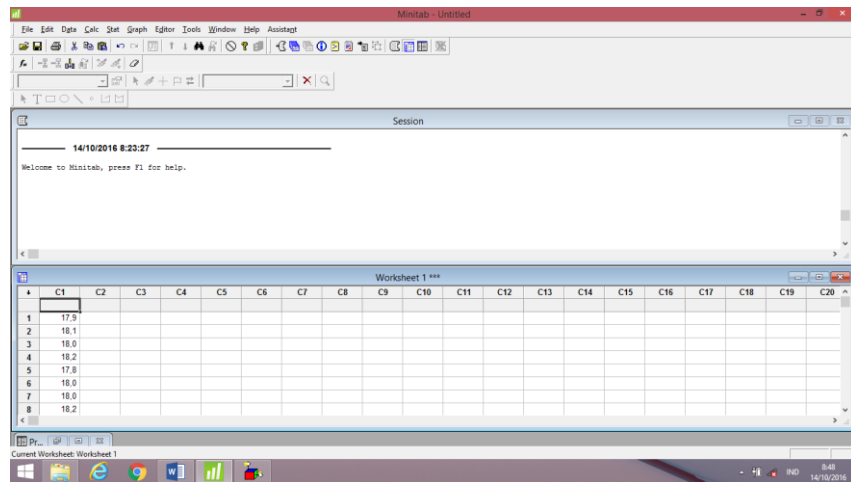 Minitab - Untitled
File Edit Data Calc Stat Graph Editor Tools Window Help Assistant
Session
14/10/2016 8:23:27
Welcome to Minitab, press F1 for help.
Worksheet 1 ***
C1 C2 C3 C4 C5 C6 C7 C8 C9 C10 C11 C12 C13 C14 C15 C16 C17 C18 C19 C20
1 17,9
2 18,1
3 18,0
4 18,2
5 17,8
6 18,0
7 18,0
8 18,2
Pr...
Current Worksheet: Worksheet 1
IND
8:48
14/10/2016